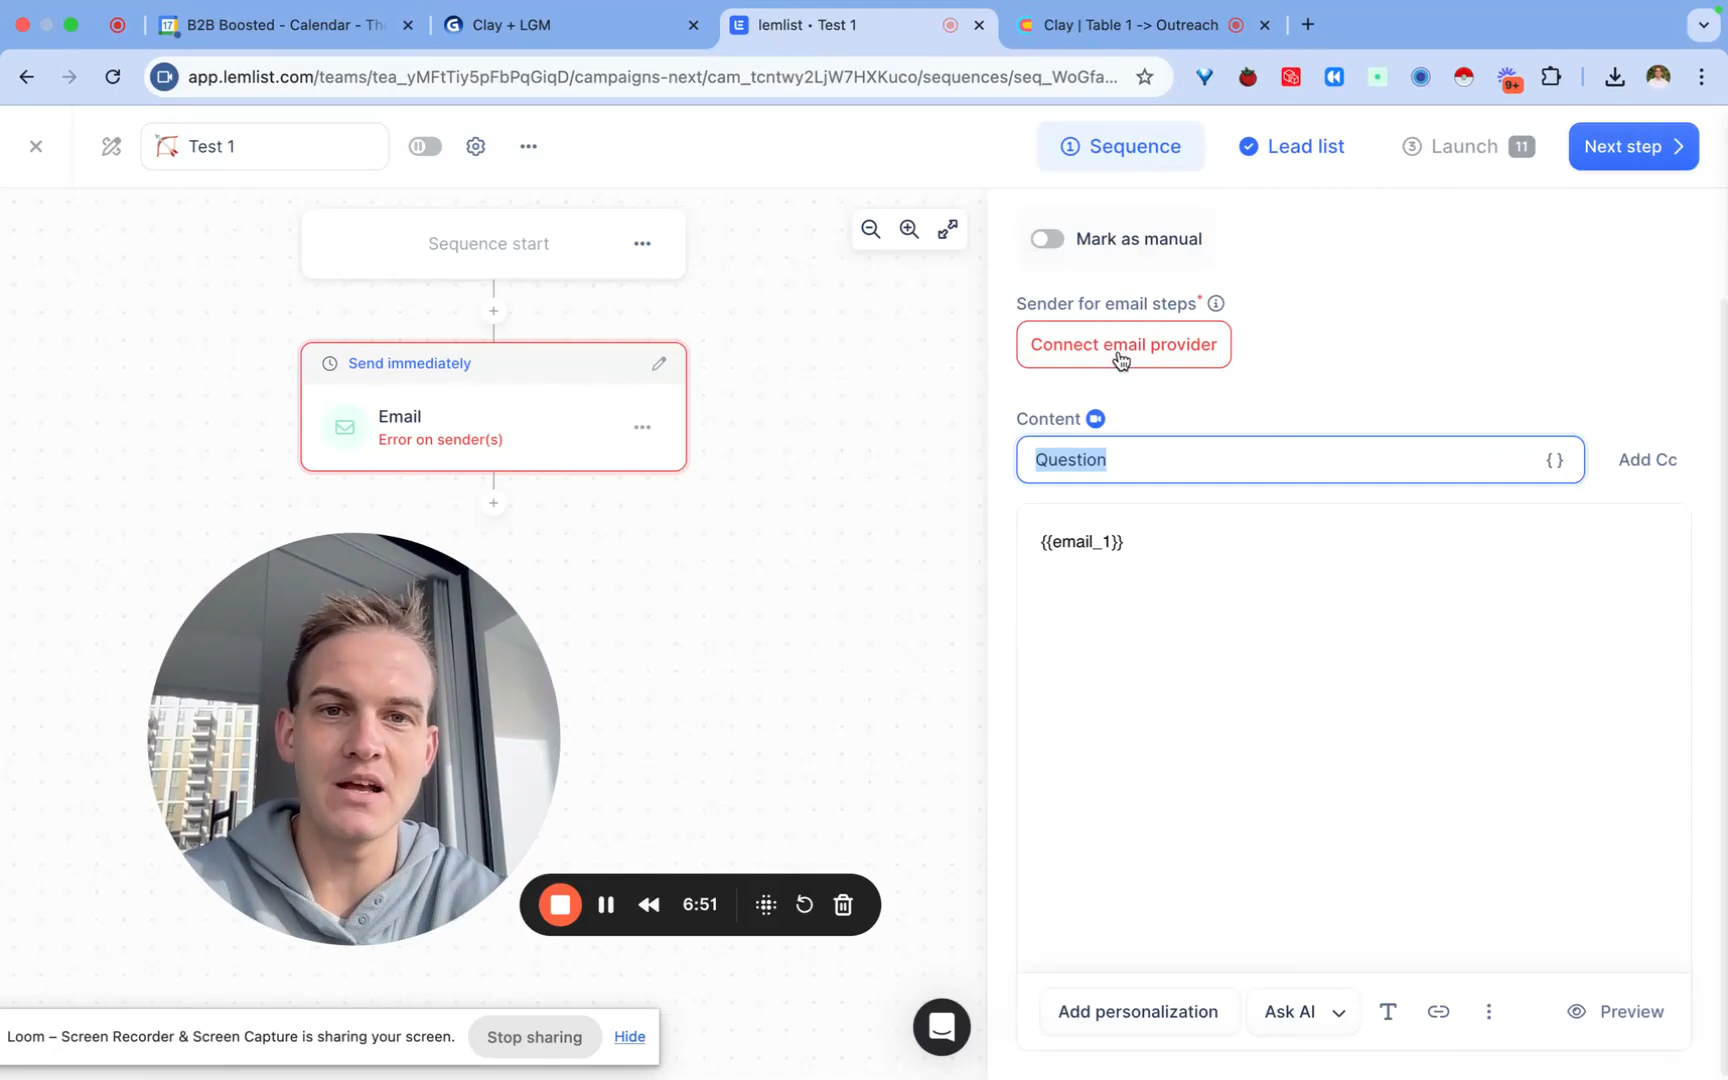 B2B Boosted - Calendar - Th
Clay + LGM
lemlist • Test 1
Clay | Table 1 -> Outreach
app.lemlist.com/teams/tea_yMFtTiy5pFbPqGiqD/campaigns-next/cam_tcntwy2LjW7HXKuco/sequences/seq_WoGfa...
9+
Test 1
1 Sequence
Lead list
3 Launch 11
Next step
Sequence start
Mark as manual
Sender for email steps*
Send immediately
Connect email provider
Email
Error on sender(s)
Content
Question
{ }
Add Cc
{{email_1}}
6:51
Add personalization
Ask AI
T
Preview
Loom – Screen Recorder & Screen Capture is sharing your screen.
Stop sharing
Hide